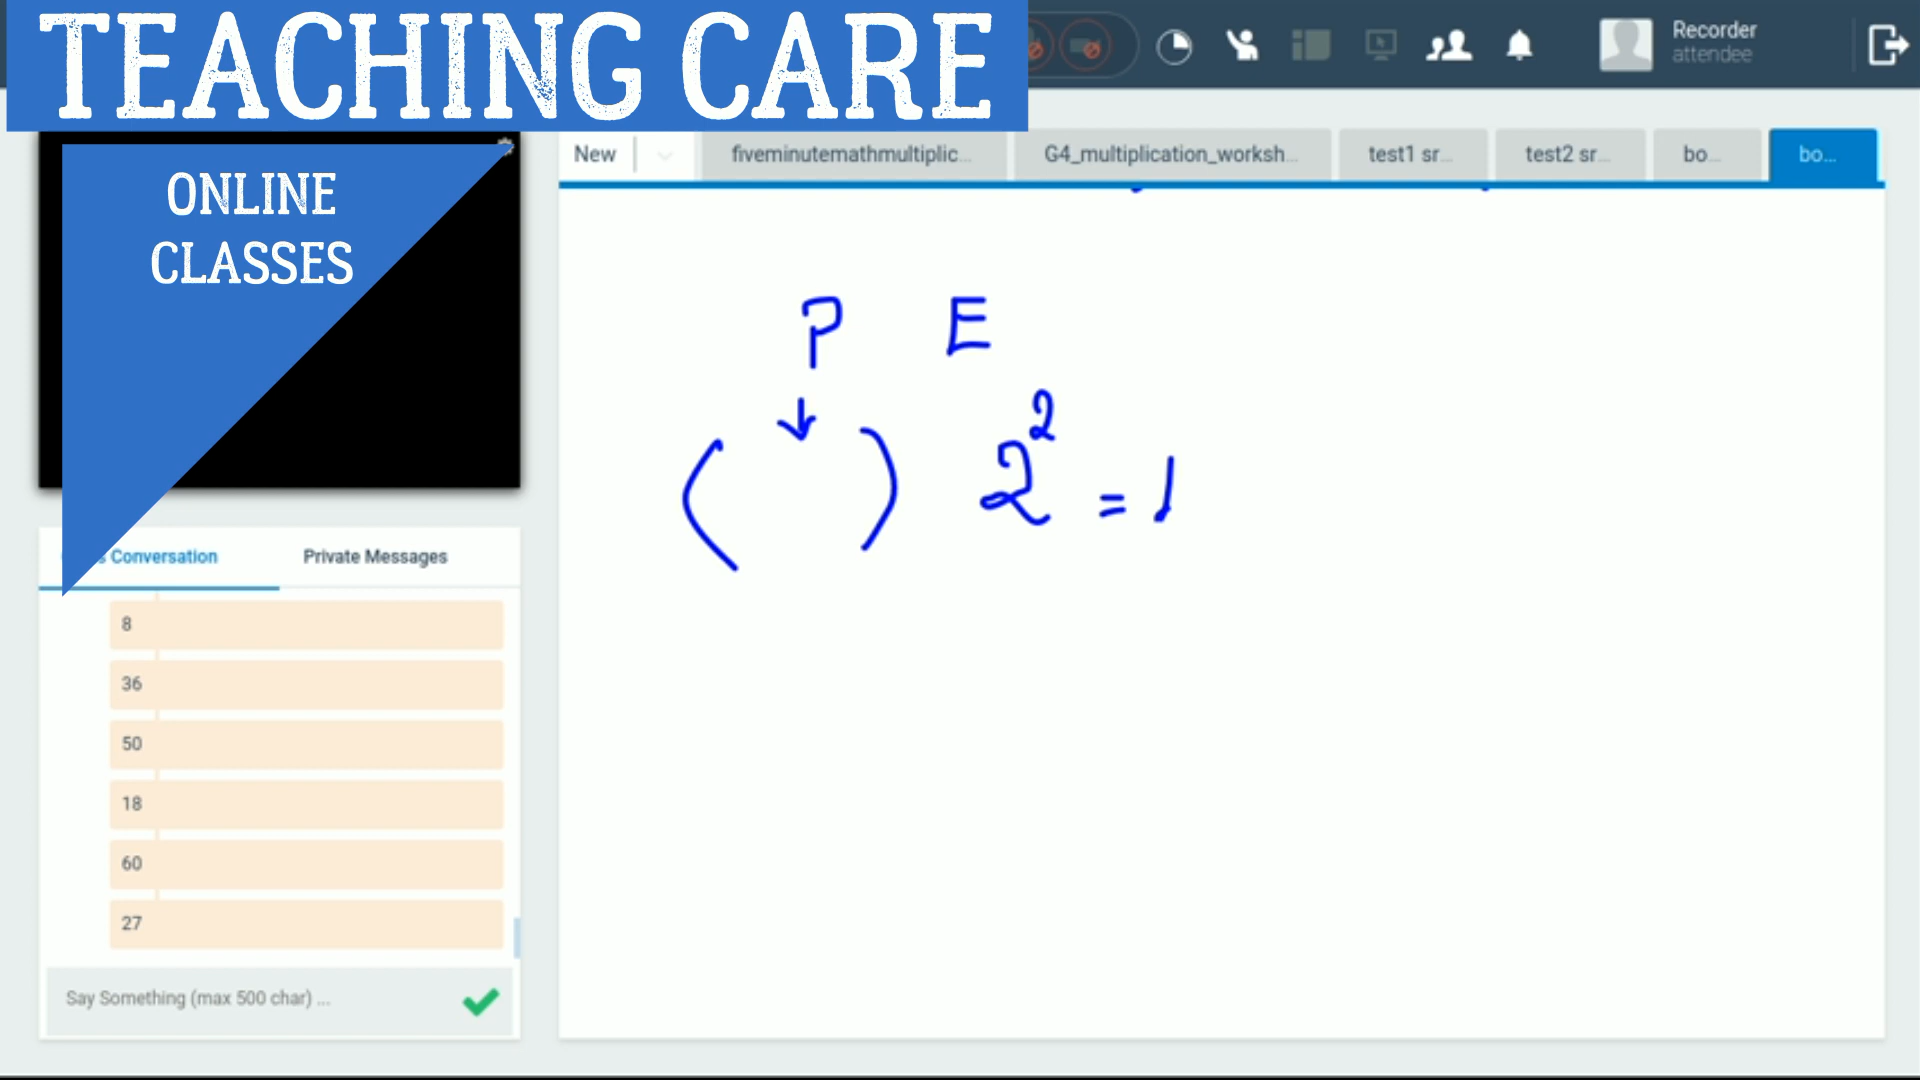 TEACHING CARE
Recorder
attendee
ONLINE
CLASSES
New
fiveminutemathmultiplic...
G4_multiplication_worksh...
test1 sr...
test2 sr...
bo...
bo...
P E
( ) 2² = 1
Conversation
Private Messages
8
36
50
18
60
27
Say Something (max 500 char) ...